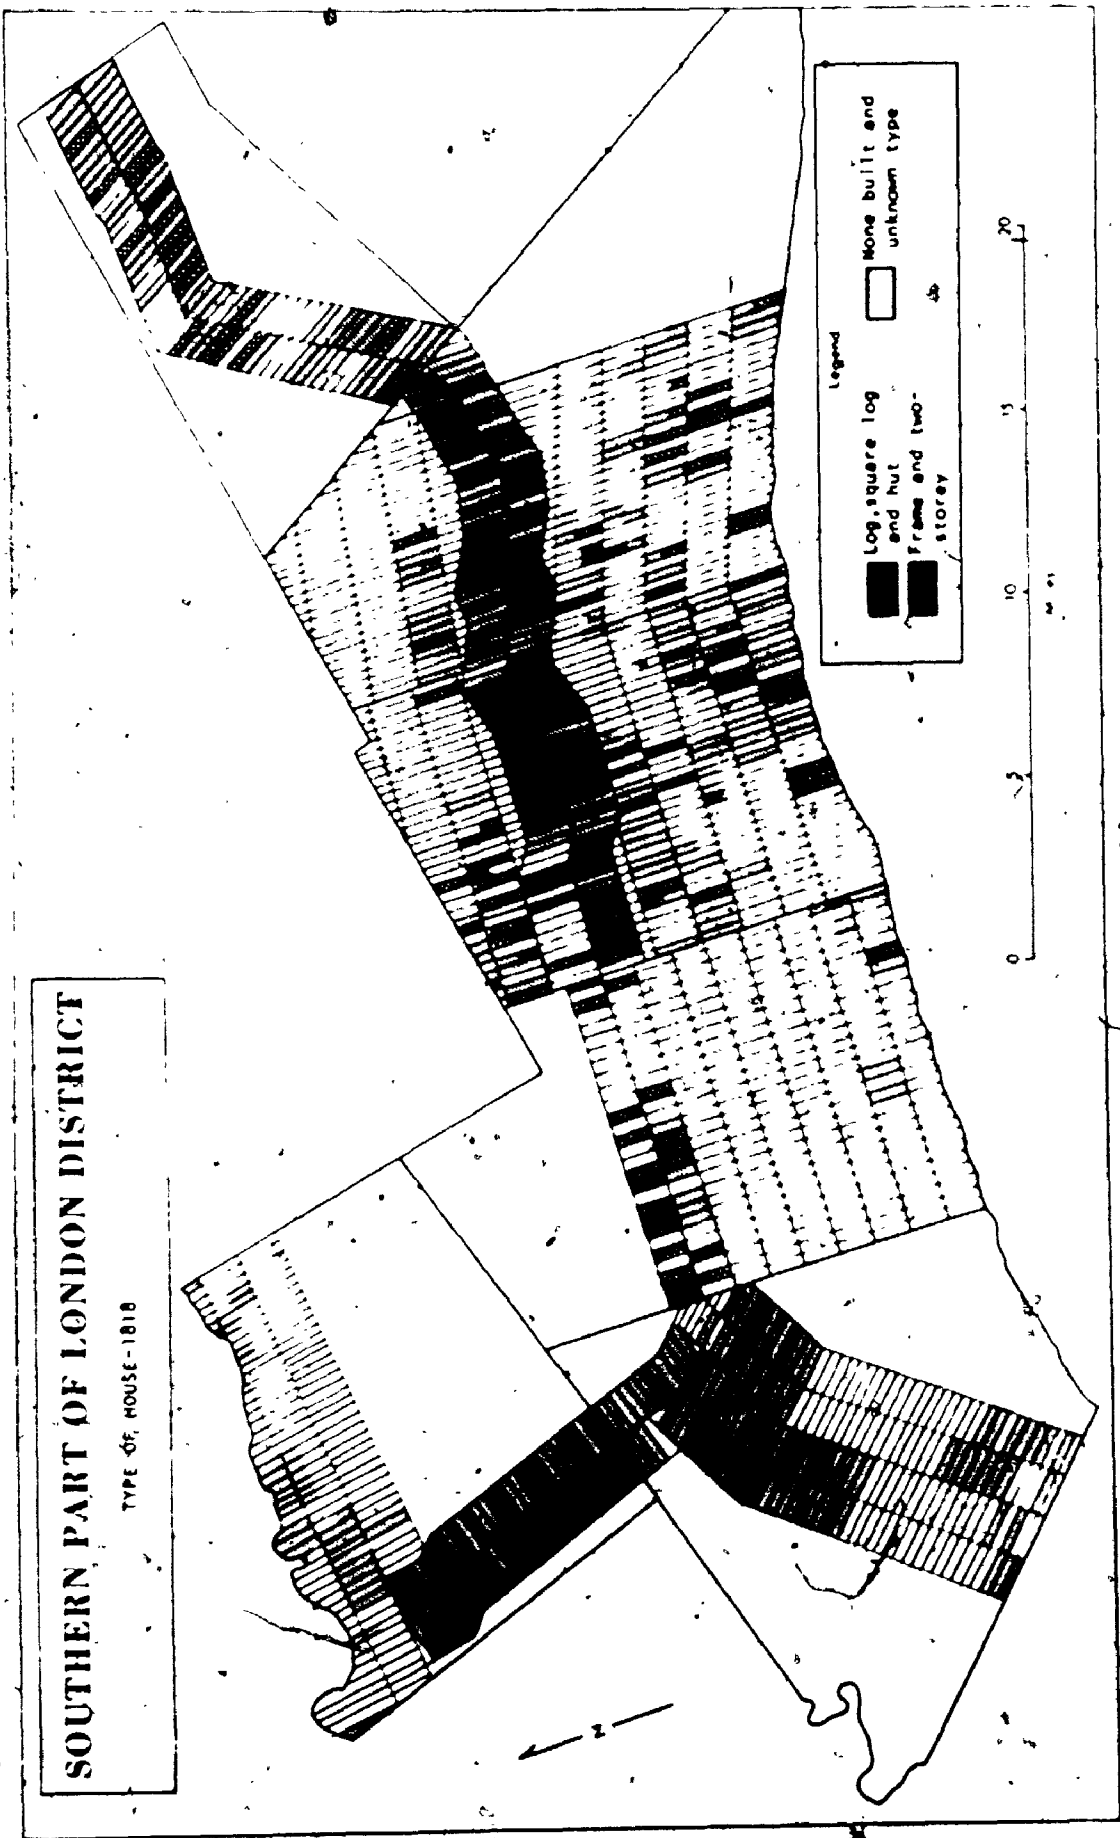 SOUTHERN PART OF LONDON DISTRICT
TYPE OF HOUSE-1818
N
Legend
Log, square log
and hut
Frame and two-
storey
None built and
unknown type
0 5 10 15 20